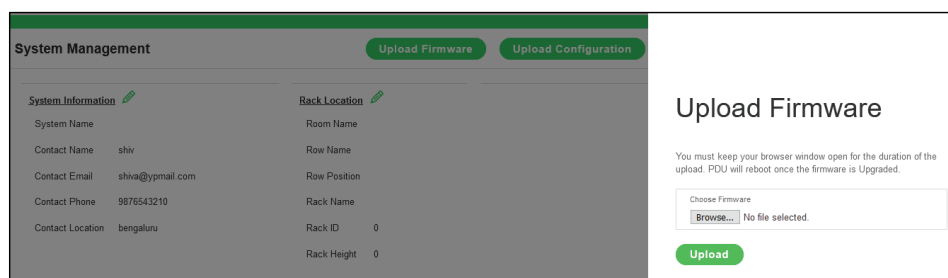 System Management
Upload Firmware
Upload Configuration
System Information
System Name
Contact Name shiv
Contact Email shiva@ypmail.com
Contact Phone 9876543210
Contact Location bengaluru
Rack Location
Room Name
Row Name
Row Position
Rack Name
Rack ID 0
Rack Height 0
Upload Firmware
You must keep your browser window open for the duration of the
upload. PDU will reboot once the firmware is Upgraded.
Choose Firmware
Browse... No file selected.
Upload